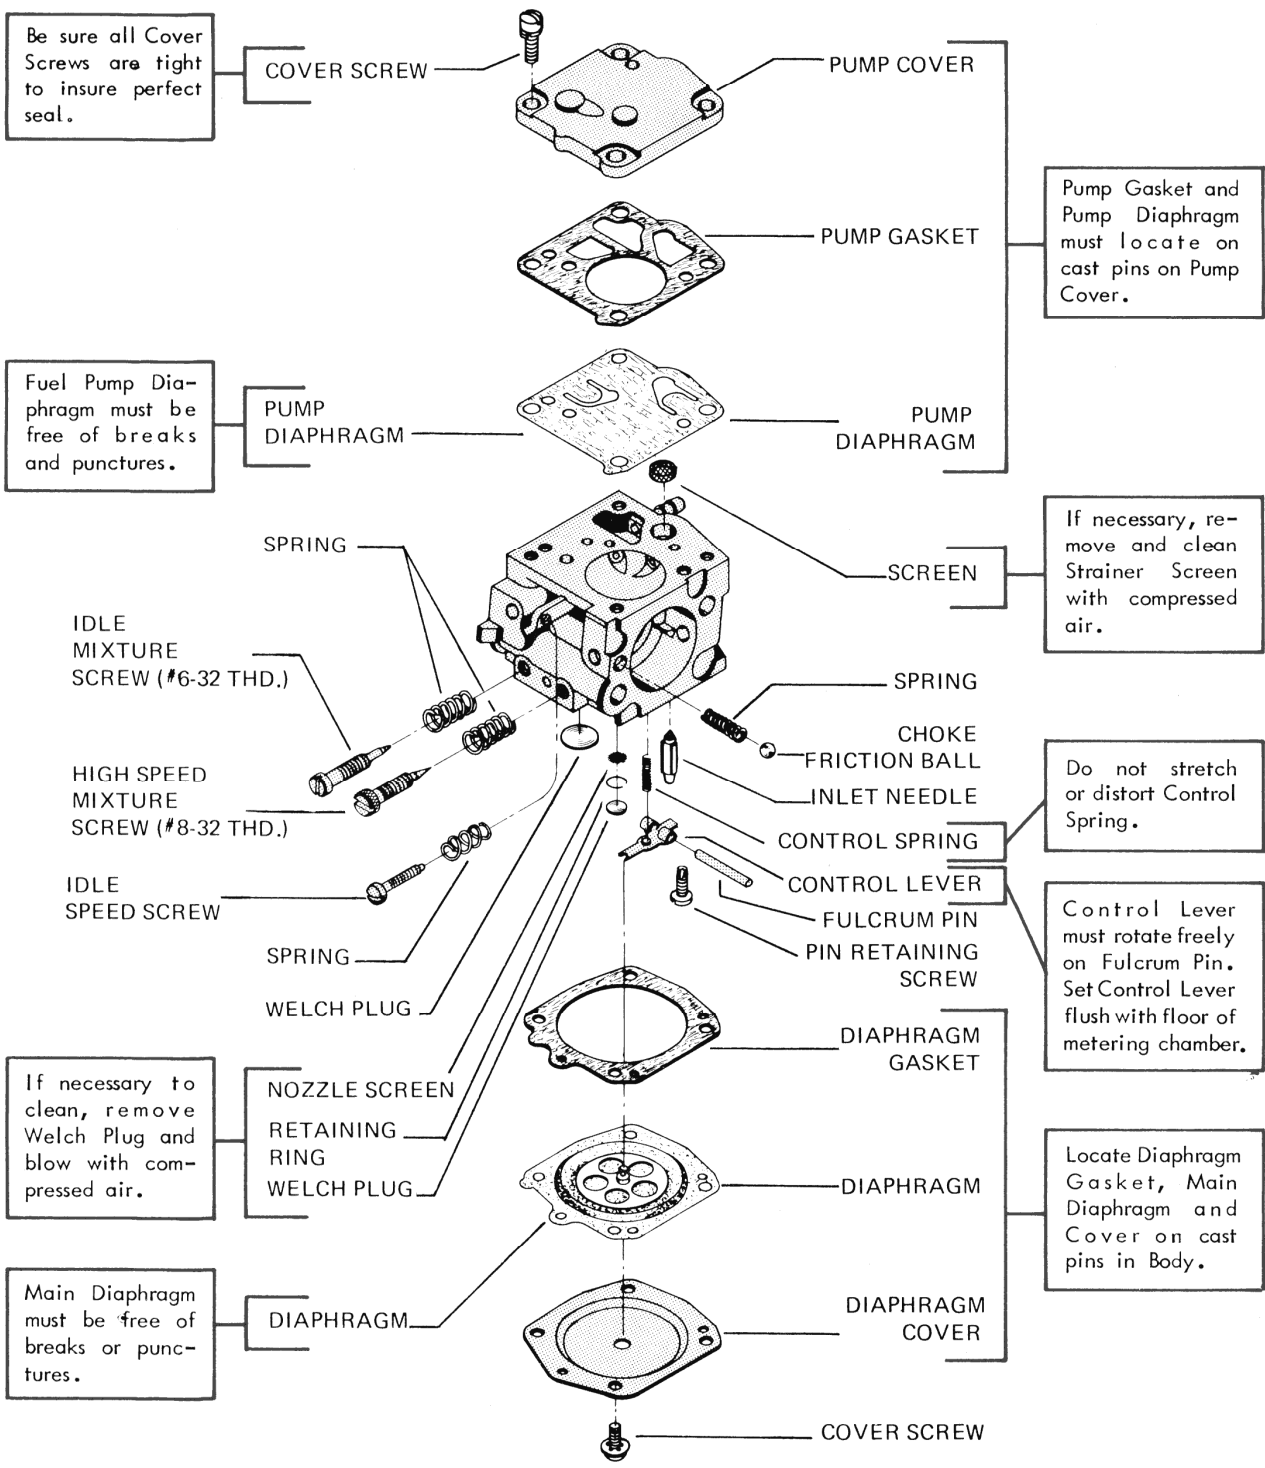 Be sure all Cover
Screws are tight
to insure perfect
seal.
COVER SCREW
PUMP COVER
Pump Gasket and
Pump Diaphragm
must locate on
cast pins on Pump
Cover.
PUMP GASKET
Fuel Pump Dia-
phragm must be
free of breaks
and punctures.
PUMP
DIAPHRAGM
PUMP
DIAPHRAGM
If necessary, re-
move and clean
Strainer Screen
with compressed
air.
SCREEN
SPRING
IDLE
MIXTURE
SCREW (#6-32 THD.)
SPRING
CHOKE
FRICTION BALL
HIGH SPEED
MIXTURE
SCREW (#8-32 THD.)
INLET NEEDLE
Do not stretch
or distort Control
Spring.
CONTROL SPRING
IDLE
SPEED SCREW
CONTROL LEVER
FULCRUM PIN
Control Lever
must rotate freely
on Fulcrum Pin.
Set Control Lever
flush with floor of
metering chamber.
SPRING
PIN RETAINING
SCREW
WELCH PLUG
DIAPHRAGM
GASKET
If necessary to
clean, remove
Welch Plug and
blow with com-
pressed air.
NOZZLE SCREEN
RETAINING
RING
WELCH PLUG
DIAPHRAGM
Locate Diaphragm
Gasket, Main
Diaphragm and
Cover on cast
pins in Body.
Main Diaphragm
must be free of
breaks or punc-
tures.
DIAPHRAGM
DIAPHRAGM
COVER
COVER SCREW